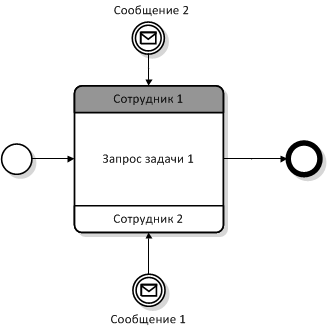 Сообщение 2
Сотрудник 1
Запрос задачи 1
Сотрудник 2
Сообщение 1